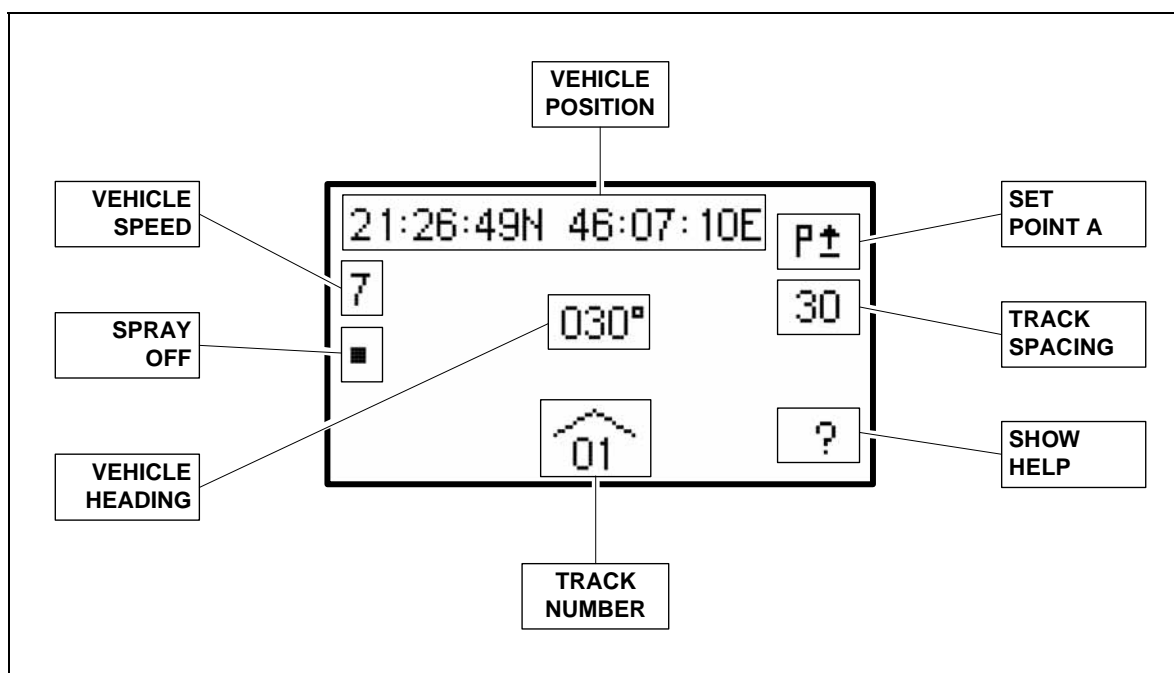 VEHICLE
POSITION
VEHICLE
SPEED
SPRAY
OFF
VEHICLE
HEADING
21:26:49N 46:07:10E
7
030°
01
P
30
?
SET
POINT A
TRACK
SPACING
SHOW
HELP
TRACK
NUMBER